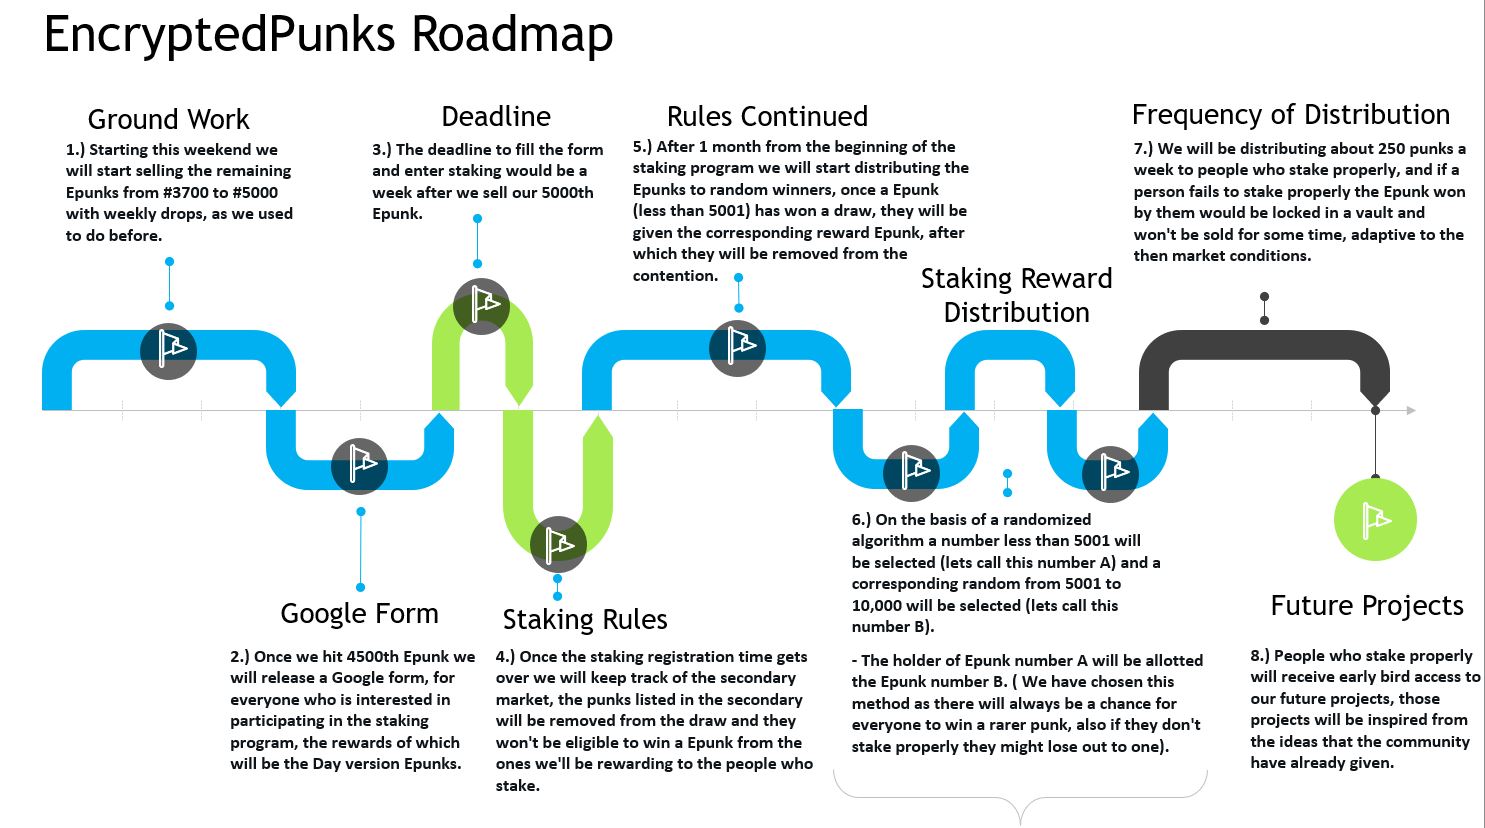 EncryptedPunks Roadmap
Ground Work
1.) Starting this weekend we
will start selling the remaining
Epunks from #3700 to #5000
with weekly drops, as we used
to do before.
Google Form
2.) Once we hit 4500th Epunk we
will release a Google form, for
everyone who is interested in
participating in the staking
program, the rewards of which
will be the Day version Epunks.
Deadline
3.) The deadline to fill the form
and enter staking would be a
week after we sell our 5000th
Epunk.
Staking Rules
4.) Once the staking registration time gets
over we will keep track of the secondary
market, the punks listed in the secondary
will be removed from the draw and they
won't be eligible to win a Epunk from the
ones we'll be rewarding to the people who
stake.
Rules Continued
5.) After 1 month from the beginning of the
staking program we will start distributing the
Epunks to random winners, once a Epunk
(less than 5001) has won a draw, they will be
given the corresponding reward Epunk, after
which they will be removed from the
contention.
Staking Reward
Distribution
6.) On the basis of a randomized
algorithm a number less than 5001 will
be selected (lets call this number A) and a
corresponding random from 5001 to
10,000 will be selected (lets call this
number B).
- The holder of Epunk number A will be allotted
the Epunk number B. ( We have chosen this
method as there will always be a chance for
everyone to win a rarer punk, also if they don't
stake properly they might lose out to one).
Frequency of Distribution
7.) We will be distributing about 250 punks a
week to people who stake properly, and if a
person fails to stake properly the Epunk won
by them would be locked in a vault and
won't be sold for some time, adaptive to the
then market conditions.
Future Projects
8.) People who stake properly
will receive early bird access to
our future projects, those
projects will be inspired from
the ideas that the community
have already given.